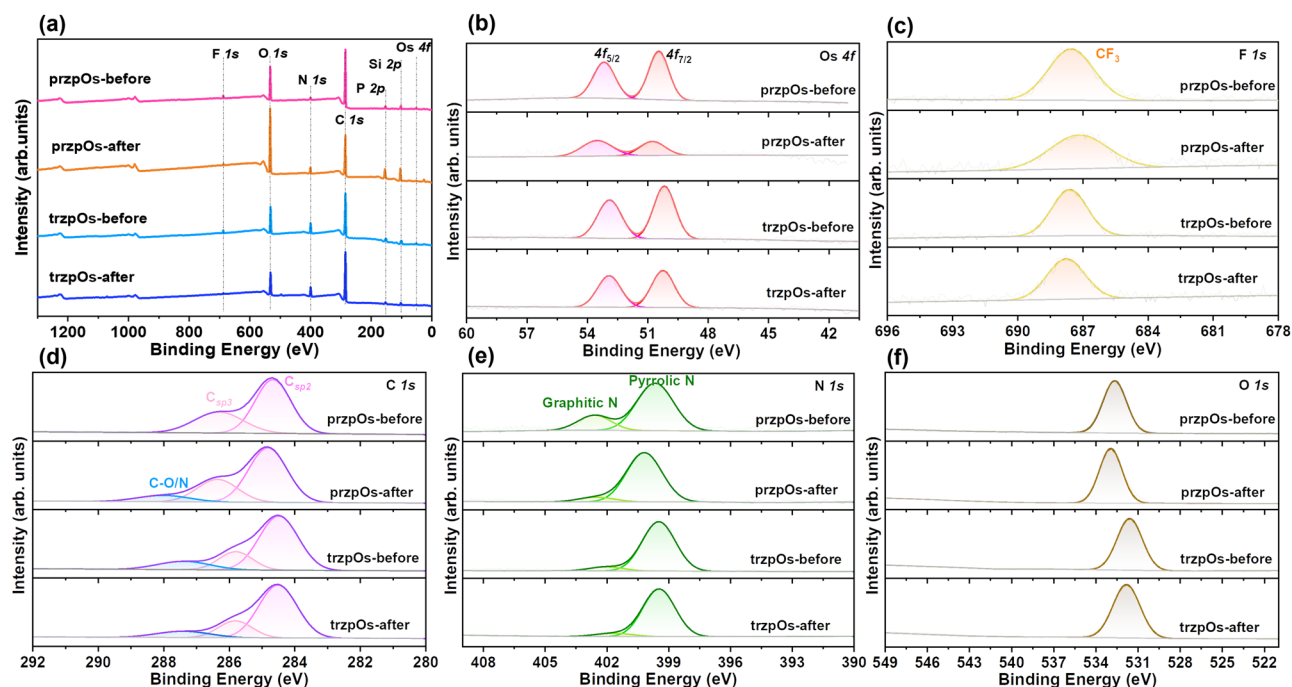 (a)
Intensity (arb.units)
Os 4f
Si 2p
F 1s
O 1s
N 1s
P 2p
C 1s
przpOs-before
przpOs-after
trzpOs-before
trzpOs-after
1200 1000 800 600 400 200 0
Binding Energy (eV)
(b)
Intensity (arb. units)
Os 4f
4f5/2
4f7/2
przpOs-before
przpOs-after
trzpOs-before
trzpOs-after
60 57 54 51 48 45 42
Binding Energy (eV)
(c)
Intensity (arb. units)
F 1s
CF3
przpOs-before
przpOs-after
trzpOs-before
trzpOs-after
696 693 690 687 684 681 678
Binding Energy (eV)
(d)
Intensity (arb. units)
C 1s
Csp2
Csp3
przpOs-before
C-O/N
przpOs-after
trzpOs-before
trzpOs-after
292 290 288 286 284 282 280
Binding Energy (eV)
(e)
Intensity (arb. units)
N 1s
Pyrrolic N
Graphitic N
przpOs-before
przpOs-after
trzpOs-before
trzpOs-after
408 405 402 399 396 393 390
Binding Energy (eV)
(f)
Intensity (arb. units)
O 1s
przpOs-before
przpOs-after
trzpOs-before
trzpOs-after
549 546 543 540 537 534 531 528 525 522
Binding Energy (eV)